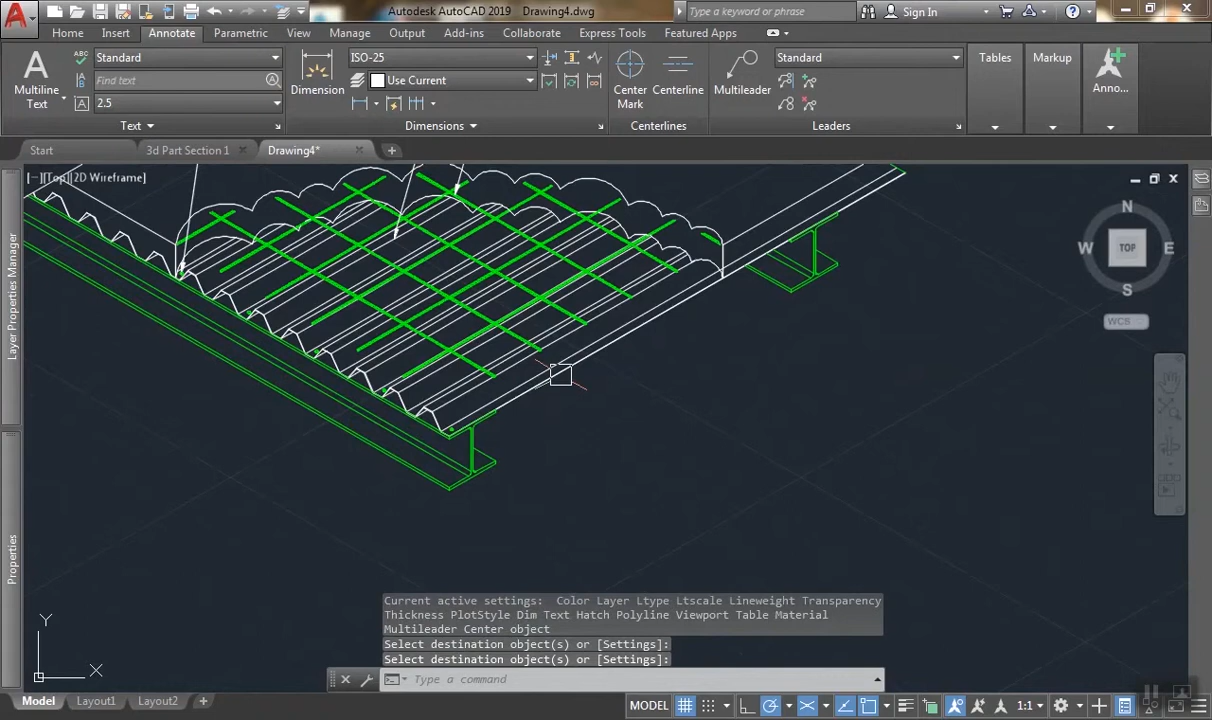 A
Autodesk AutoCAD 2019 Drawing4.dwg
Type a keyword or phrase
Sign In
Home Insert Annotate Parametric View Manage Output Add-ins Collaborate Express Tools Featured Apps
Multiline
Text
Standard
Find text
2.5
Text
Dimension
ISO-25
Use Current
Dimensions
Center
Mark
Centerline
Centerlines
Multileader
Standard
Leaders
Tables
Markup
Anno...
Start
3d Part Section 1
Drawing4*
[−][Top][2D Wireframe]
Layer Properties Manager
Properties
N
W TOP E
S
WCS
Y
X
Current active settings: Color Layer Ltype Ltscale Lineweight Transparency
Thickness PlotStyle Dim Text Hatch Polyline Viewport Table Material
Multileader Center object
Select destination object(s) or [Settings]:
Select destination object(s) or [Settings]:
Type a command
Model Layout1 Layout2
MODEL
1:1